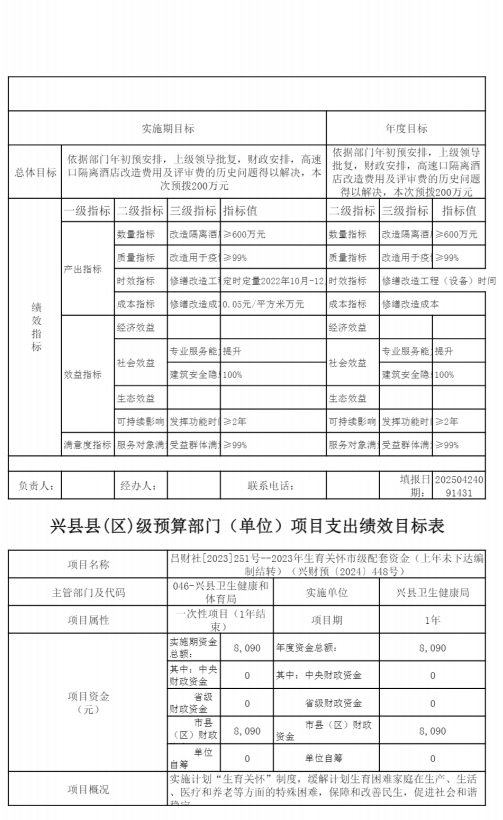 实施期目标 年度目标
总体目标 依据部门年初预安排，上级领导批复，财政安排，高速口隔离酒店改造费用及评审费的历史问题得以解决，本次预拨200万元 依据部门年初预安排，上级领导批复，财政安排，高速口隔离酒店改造费用及评审费的历史问题得以解决，本次预拨200万元
绩效指标 一级指标 二级指标 三级指标 指标值 二级指标 三级指标 指标值
产出指标 数量指标 改造隔离酒 ≥600万元 数量指标 改造隔离酒 ≥600万元
质量指标 改造用于疫 ≥99% 质量指标 改造用于疫 ≥99%
时效指标 修缮改造工 定时定量2022年10月-12 时效指标 修缮改造工程（设备）时间
成本指标 修缮改造成 0.05元/平方米万元 成本指标 修缮改造成本
效益指标 经济效益 经济效益
社会效益 专业服务能 提升 社会效益 专业服务能 提升
建筑安全隐 100% 建筑安全隐 100%
生态效益 生态效益
可持续影响 发挥功能时 ≥2年 可持续影响 发挥功能时 ≥2年
满意度指标 服务对象满 受益群体满 ≥99% 服务对象满 受益群体满 ≥99%
负责人： 经办人： 联系电话： 填报日期： 20250424091431
兴县县(区)级预算部门（单位）项目支出绩效目标表
项目名称 吕财社[2023]251号--2023年生育关怀市级配套资金（上年未下达编制结转）（兴财预〔2024〕448号）
主管部门及代码 046-兴县卫生健康和体育局 实施单位 兴县卫生健康局
项目属性 一次性项目（1年结束） 项目期 1年
项目资金（元） 实施期资金总额： 8,090 年度资金总额： 8,090
其中：中央财政资金 0 其中：中央财政资金 0
省级财政资金 0 省级财政资金 0
市县（区）财政 8,090 市县（区）财政资金 8,090
单位自筹 0 单位自筹 0
项目概况 实施计划“生育关怀”制度，缓解计划生育困难家庭在生产、生活、医疗和养老等方面的特殊困难，保障和改善民生，促进社会和谐